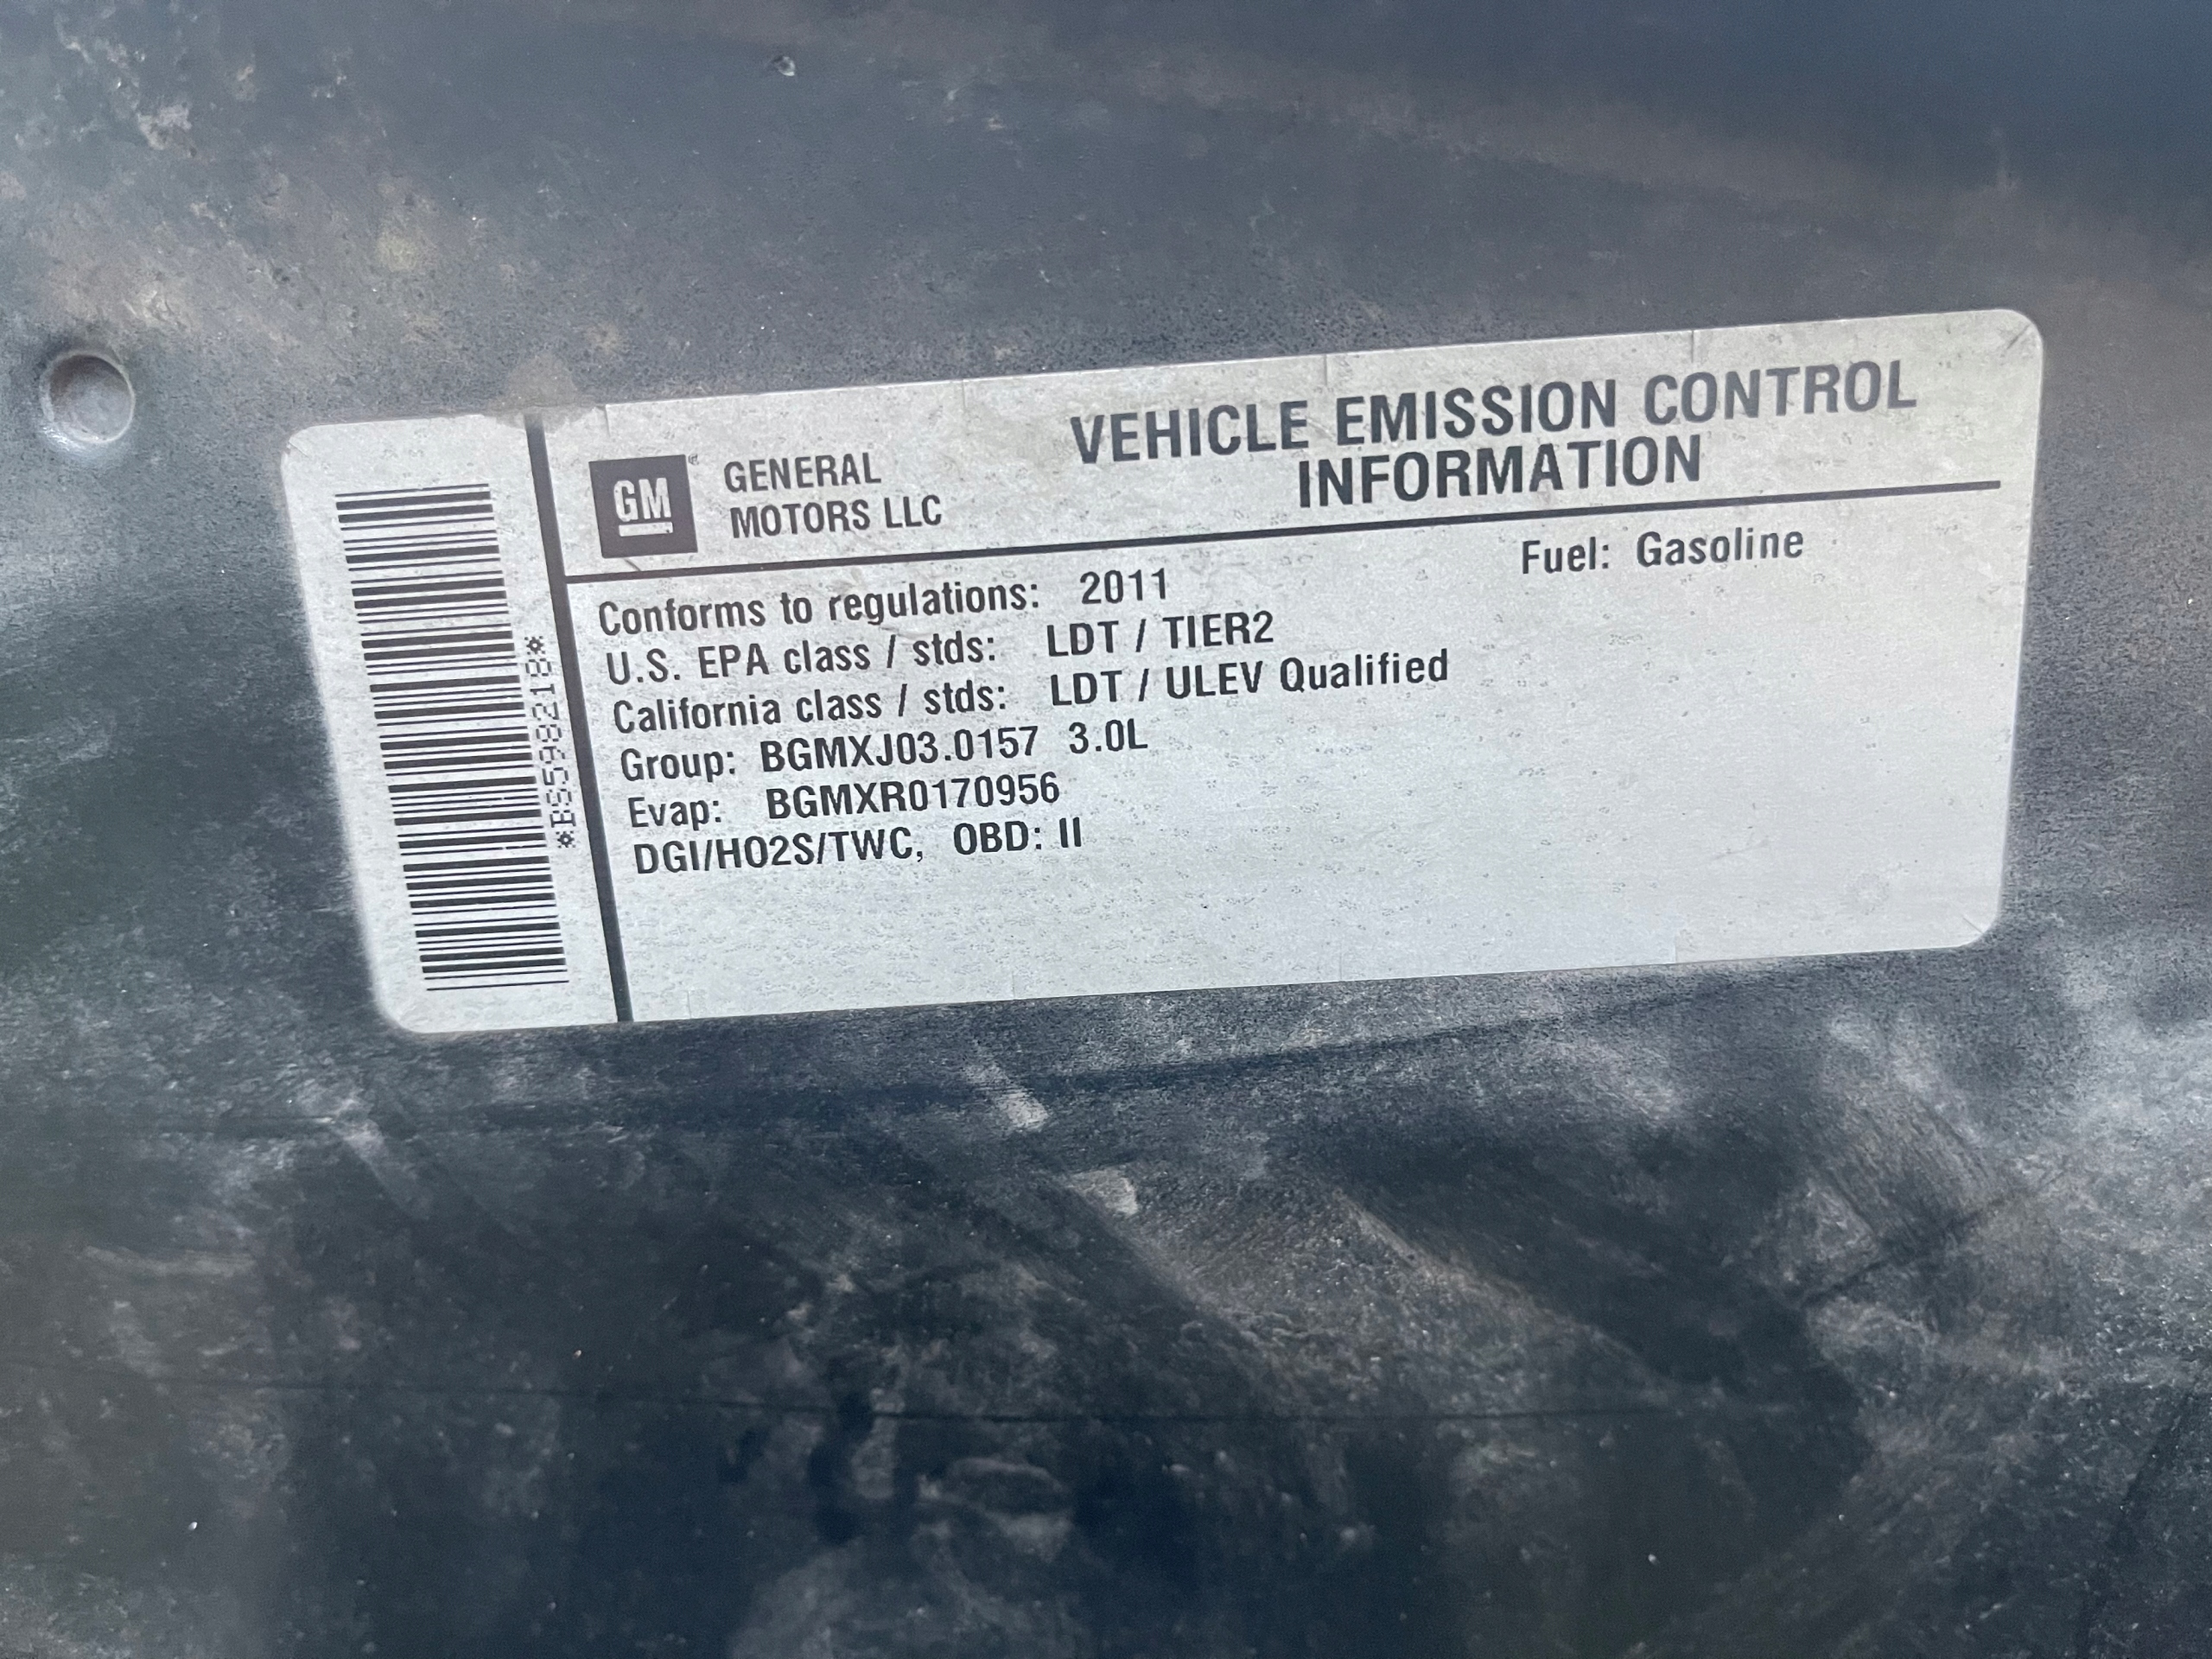 GM
GENERAL
MOTORS LLC
VEHICLE EMISSION CONTROL
INFORMATION
Conforms to regulations: 2011
Fuel: Gasoline
U.S. EPA class / stds: LDT / TIER2
California class / stds: LDT / ULEV Qualified
Group: BGMXJ03.0157 3.0L
Evap: BGMXR0170956
DGI/HO2S/TWC, OBD: II